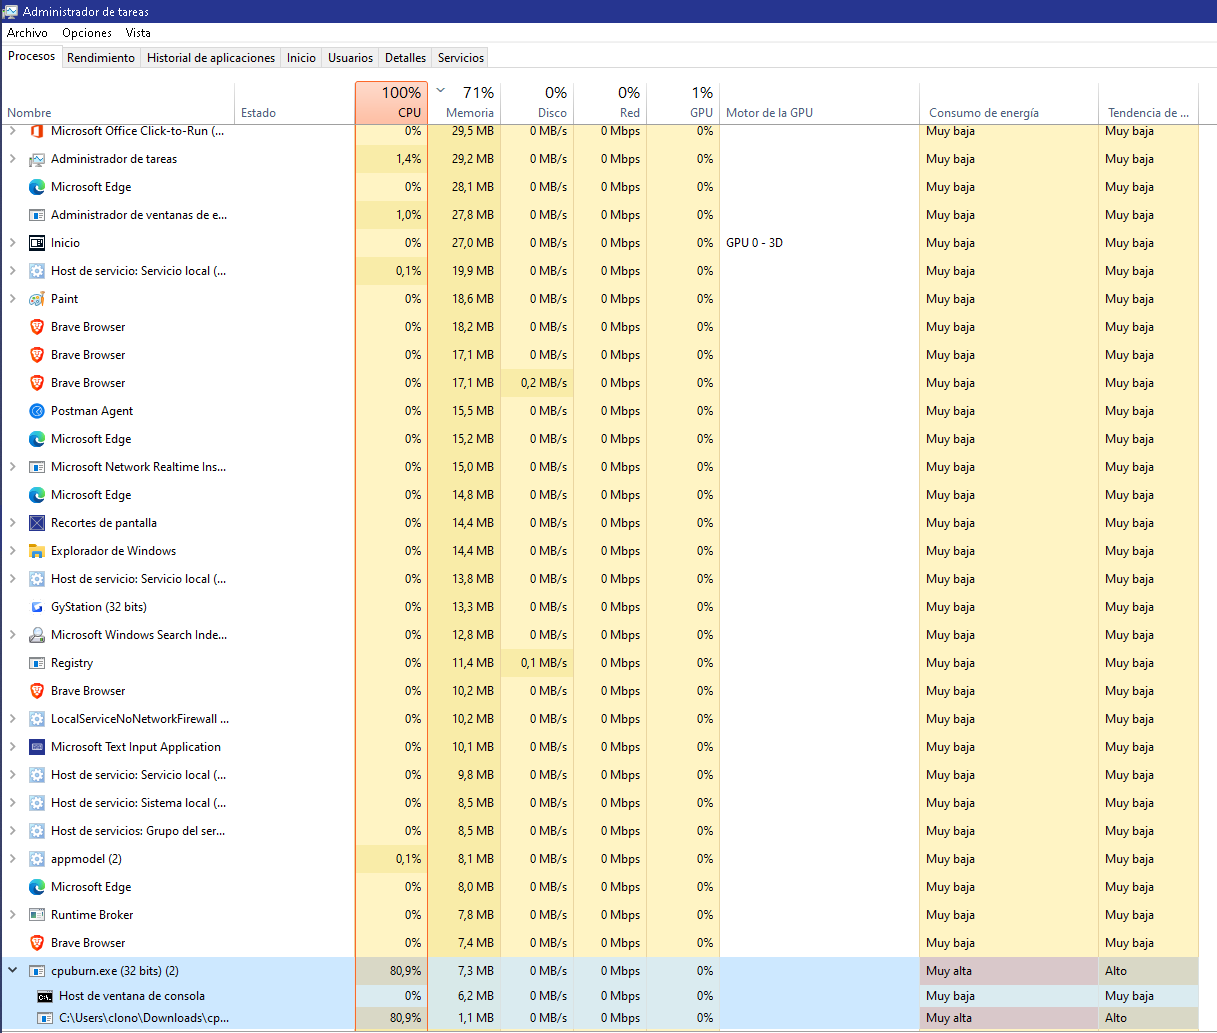 Administrador de tareas
Archivo Opciones Vista
Procesos Rendimiento Historial de aplicaciones Inicio Usuarios Detalles Servicios
100% 71% 0% 0% 1%
Nombre Estado CPU Memoria Disco Red GPU Motor de la GPU Consumo de energía Tendencia de ...
Microsoft Office Click-to-Run (... 0% 29,5 MB 0 MB/s 0 Mbps 0% Muy baja Muy baja
Administrador de tareas 1,4% 29,2 MB 0 MB/s 0 Mbps 0% Muy baja Muy baja
Microsoft Edge 0% 28,1 MB 0 MB/s 0 Mbps 0% Muy baja Muy baja
Administrador de ventanas de e... 1,0% 27,8 MB 0 MB/s 0 Mbps 0% Muy baja Muy baja
Inicio 0% 27,0 MB 0 MB/s 0 Mbps 0% GPU 0 - 3D Muy baja Muy baja
Host de servicio: Servicio local (... 0,1% 19,9 MB 0 MB/s 0 Mbps 0% Muy baja Muy baja
Paint 0% 18,6 MB 0 MB/s 0 Mbps 0% Muy baja Muy baja
Brave Browser 0% 18,2 MB 0 MB/s 0 Mbps 0% Muy baja Muy baja
Brave Browser 0% 17,1 MB 0 MB/s 0 Mbps 0% Muy baja Muy baja
Brave Browser 0% 17,1 MB 0,2 MB/s 0 Mbps 0% Muy baja Muy baja
Postman Agent 0% 15,5 MB 0 MB/s 0 Mbps 0% Muy baja Muy baja
Microsoft Edge 0% 15,2 MB 0 MB/s 0 Mbps 0% Muy baja Muy baja
Microsoft Network Realtime Ins... 0% 15,0 MB 0 MB/s 0 Mbps 0% Muy baja Muy baja
Microsoft Edge 0% 14,8 MB 0 MB/s 0 Mbps 0% Muy baja Muy baja
Recortes de pantalla 0% 14,4 MB 0 MB/s 0 Mbps 0% Muy baja Muy baja
Explorador de Windows 0% 14,4 MB 0 MB/s 0 Mbps 0% Muy baja Muy baja
Host de servicio: Servicio local (... 0% 13,8 MB 0 MB/s 0 Mbps 0% Muy baja Muy baja
GyStation (32 bits) 0% 13,3 MB 0 MB/s 0 Mbps 0% Muy baja Muy baja
Microsoft Windows Search Inde... 0% 12,8 MB 0 MB/s 0 Mbps 0% Muy baja Muy baja
Registry 0% 11,4 MB 0,1 MB/s 0 Mbps 0% Muy baja Muy baja
Brave Browser 0% 10,2 MB 0 MB/s 0 Mbps 0% Muy baja Muy baja
LocalServiceNoNetworkFirewall ... 0% 10,2 MB 0 MB/s 0 Mbps 0% Muy baja Muy baja
Microsoft Text Input Application 0% 10,1 MB 0 MB/s 0 Mbps 0% Muy baja Muy baja
Host de servicio: Servicio local (... 0% 9,8 MB 0 MB/s 0 Mbps 0% Muy baja Muy baja
Host de servicio: Sistema local (... 0% 8,5 MB 0 MB/s 0 Mbps 0% Muy baja Muy baja
Host de servicios: Grupo del ser... 0% 8,5 MB 0 MB/s 0 Mbps 0% Muy baja Muy baja
appmodel (2) 0,1% 8,1 MB 0 MB/s 0 Mbps 0% Muy baja Muy baja
Microsoft Edge 0% 8,0 MB 0 MB/s 0 Mbps 0% Muy baja Muy baja
Runtime Broker 0% 7,8 MB 0 MB/s 0 Mbps 0% Muy baja Muy baja
Brave Browser 0% 7,4 MB 0 MB/s 0 Mbps 0% Muy baja Muy baja
cpuburn.exe (32 bits) (2) 80,9% 7,3 MB 0 MB/s 0 Mbps 0% Muy alta Alto
Host de ventana de consola 0% 6,2 MB 0 MB/s 0 Mbps 0% Muy baja Muy baja
C:\Users\clono\Downloads\cp... 80,9% 1,1 MB 0 MB/s 0 Mbps 0% Muy alta Alto